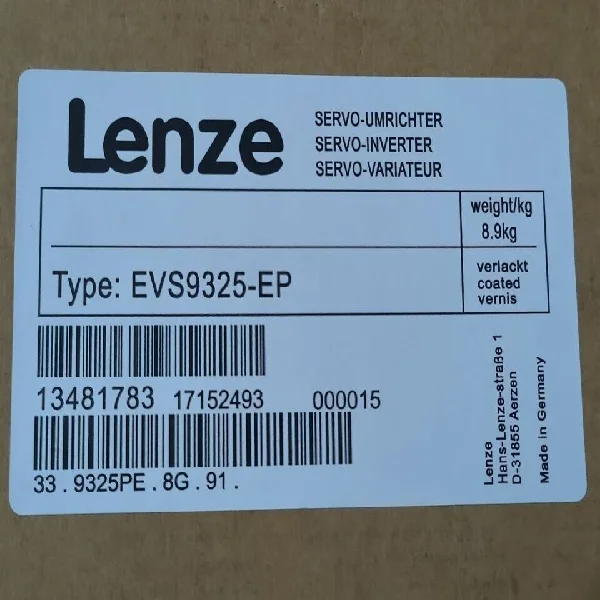 Lenze
SERVO-UMRICHTER
SERVO-INVERTER
SERVO-VARIATEUR
weight/kg
8.9kg
Type: EVS9325-EP
verlackt
coated
vernis
13481783 17152493 000015
33 . 9325PE . 8G . 91 .
Lenze
Hans-Lenze-straße 1
D-31855 Aerzen
Made in Germany